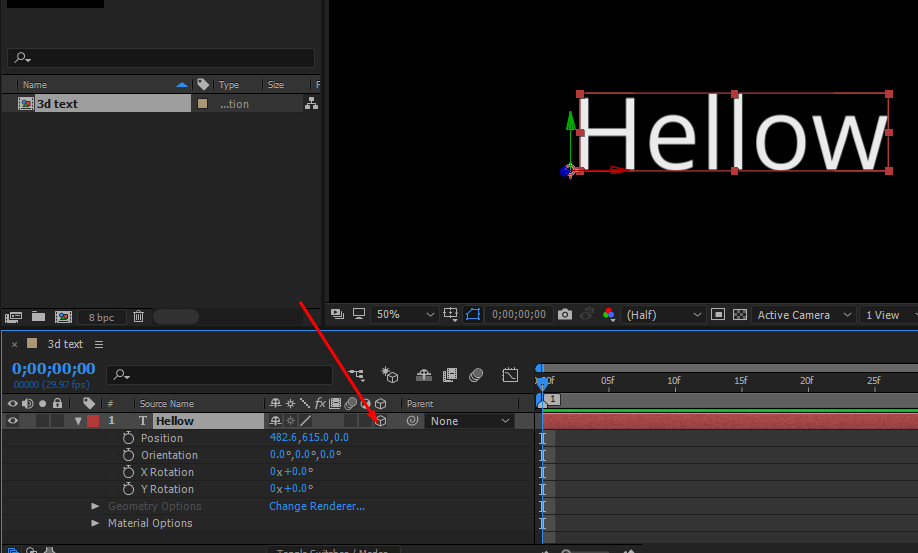 Name Type Size F
3d text ...tion
Hellow
8 bpc
50% 0;00;00;00 (Half) Active Camera 1 View
3d text
0;00;00;00
00000 (29.97 fps)
05f 10f 15f 20f 25f
# Source Name fx Parent
1 T Hellow None 1
Position 482.6,615.0,0.0
Orientation 0.0°,0.0°,0.0°
X Rotation 0x+0.0°
Y Rotation 0x+0.0°
Geometry Options Change Renderer...
Material Options
Toggle Switches / Modes